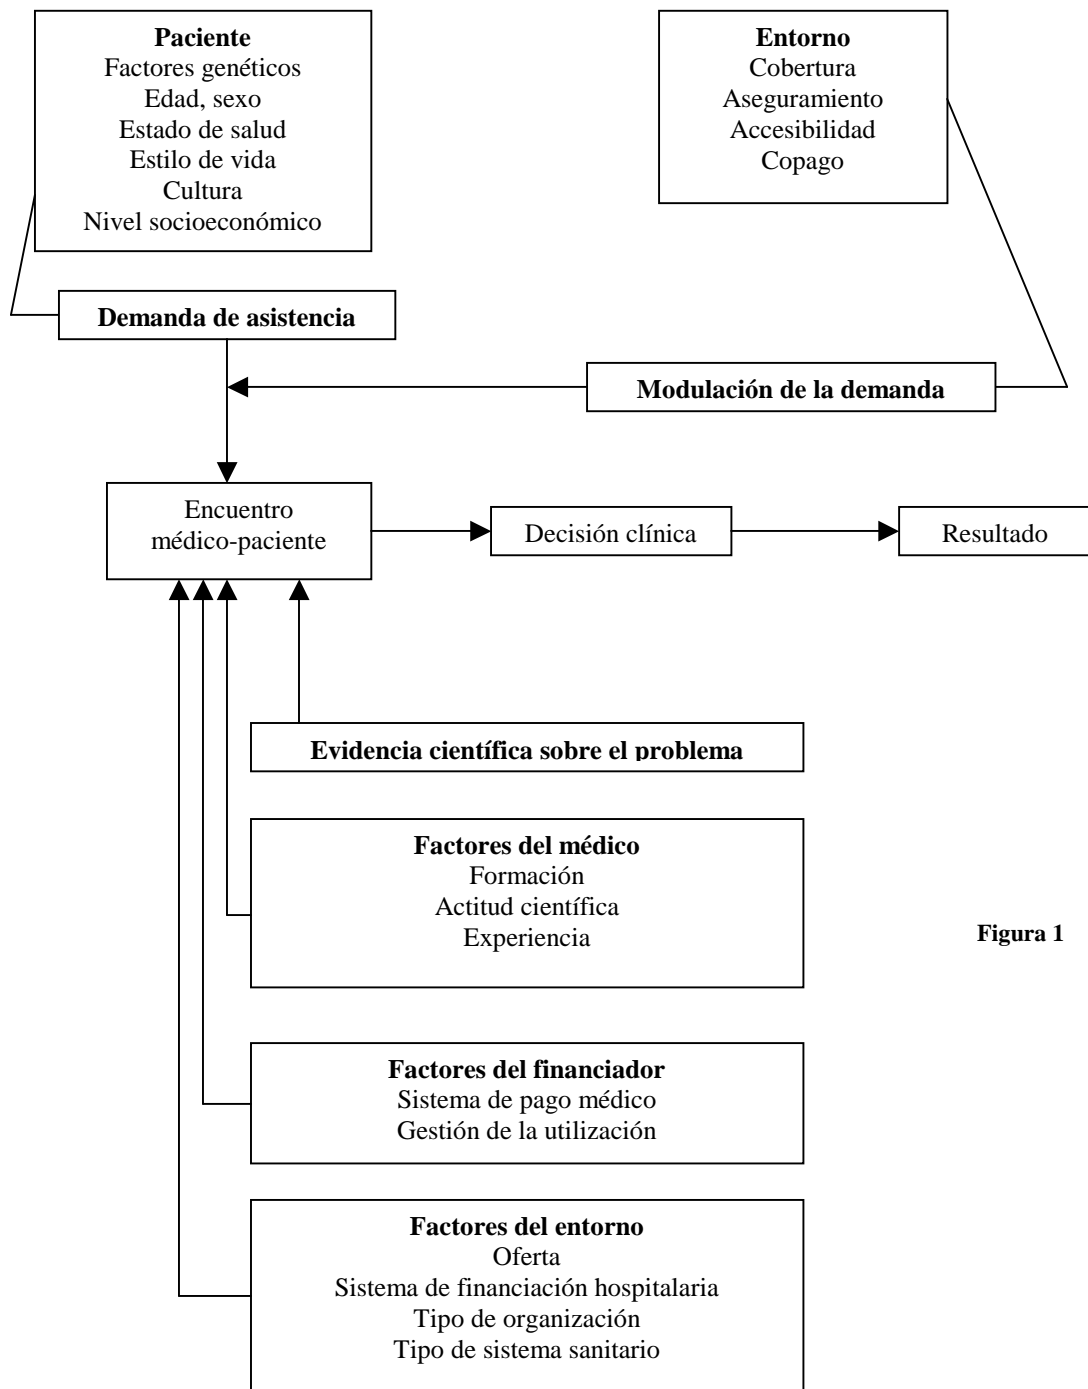 Paciente
Factores genéticos
Edad, sexo
Estado de salud
Estilo de vida
Cultura
Nivel socioeconómico
Entorno
Cobertura
Aseguramiento
Accesibilidad
Copago
Demanda de asistencia
Modulación de la demanda
Encuentro
médico-paciente
Decisión clínica
Resultado
Evidencia científica sobre el problema
Factores del médico
Formación
Actitud científica
Experiencia
Figura 1
Factores del financiador
Sistema de pago médico
Gestión de la utilización
Factores del entorno
Oferta
Sistema de financiación hospitalaria
Tipo de organización
Tipo de sistema sanitario